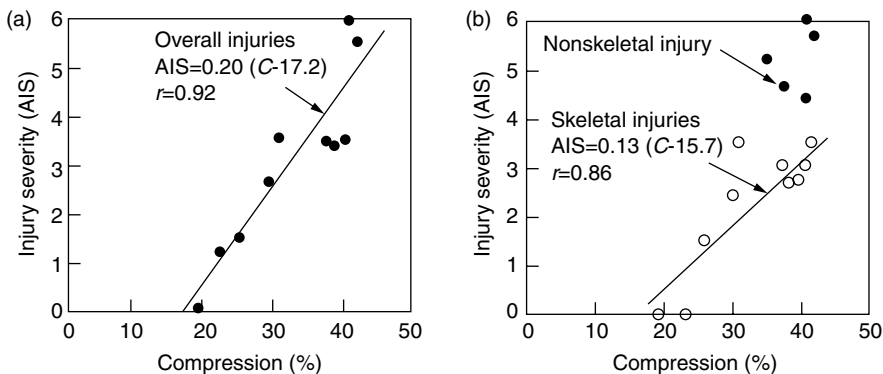 (a)
6
5
4
3
2
1
0
Injury severity (AIS)
Overall injuries
AIS=0.20 (C-17.2)
r=0.92
0 10 20 30 40 50
Compression (%)
(b)
6
5
4
3
2
1
0
Injury severity (AIS)
Nonskeletal injury
Skeletal injuries
AIS=0.13 (C-15.7)
r=0.86
0 10 20 30 40 50
Compression (%)